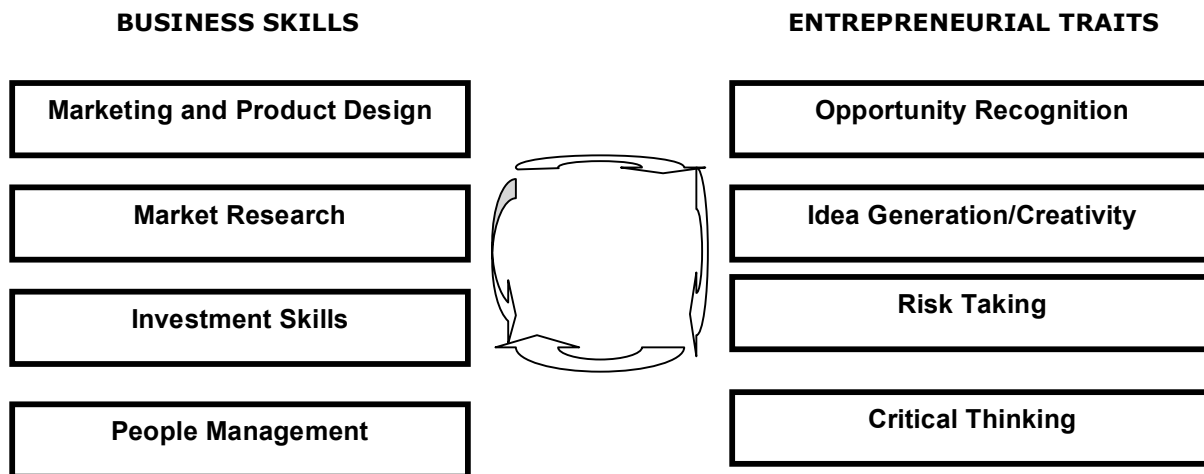 BUSINESS SKILLS
ENTREPRENEURIAL TRAITS
Marketing and Product Design
Opportunity Recognition
Market Research
Idea Generation/Creativity
Investment Skills
Risk Taking
People Management
Critical Thinking